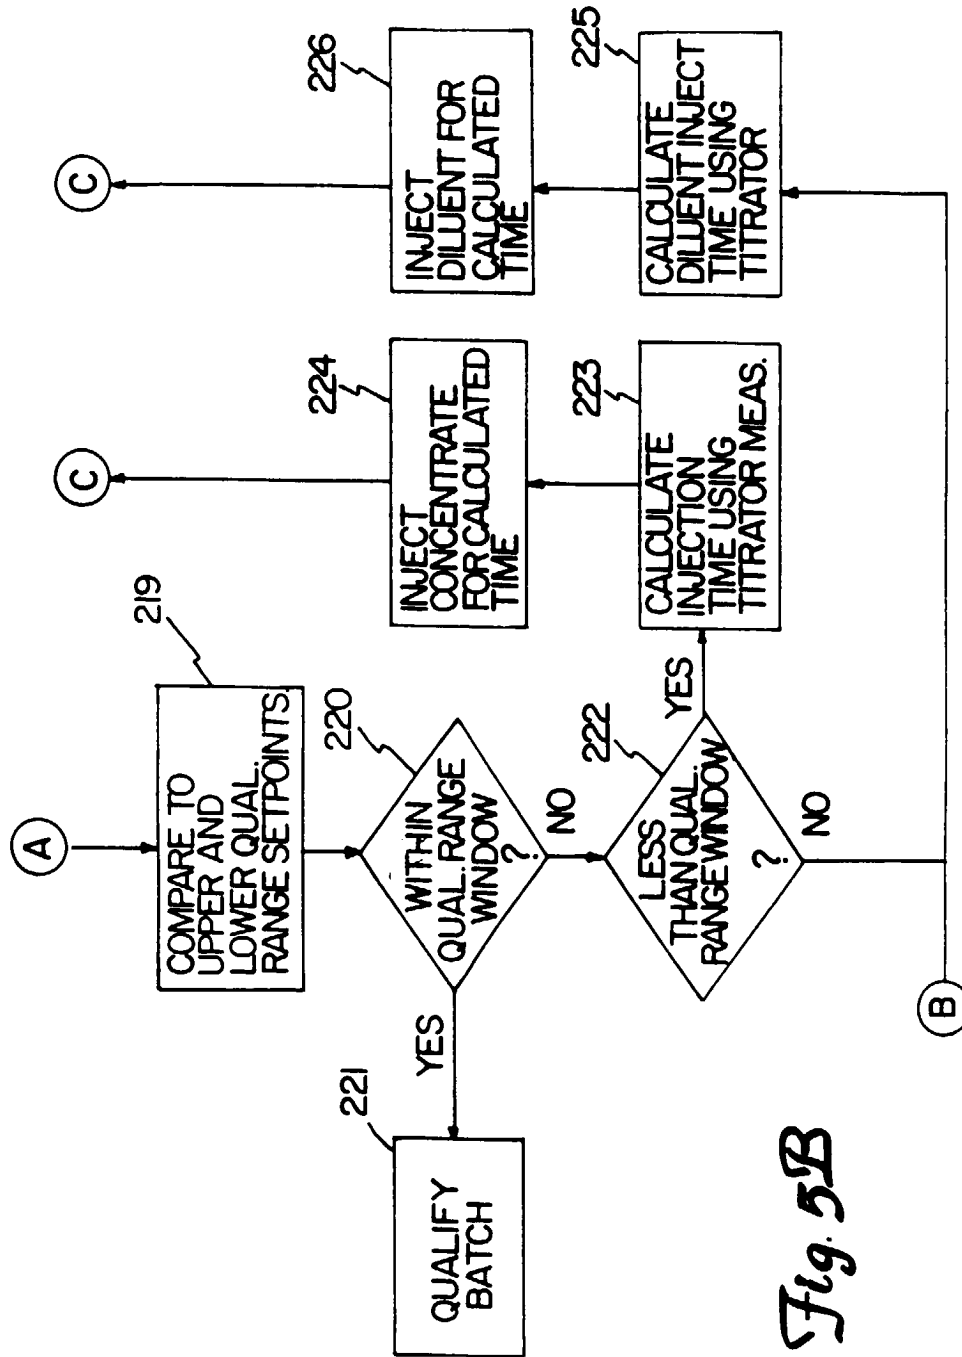 A
COMPARE TO
UPPER AND
LOWER QUAL.
RANGE SETPOINTS.
219
WITHIN
QUAL. RANGE
WINDOW
?
220
YES
NO
QUALIFY
BATCH
221
LESS
THAN QUAL.
RANGE WINDOW
?
222
YES
NO
CALCULATE
INJECTION
TIME USING
TITRATOR MEAS.
223
INJECT
CONCENTRATE
FOR CALCULATED
TIME
224
C
B
CALCULATE
DILUENT INJECT
TIME USING
TITRATOR
225
INJECT
DILUENT FOR
CALCULATED
TIME
226
C
Fig. 5B